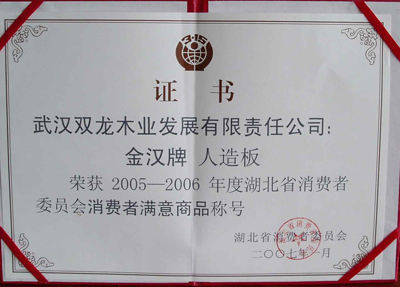 证 书
武汉双龙木业发展有限责任公司:
金汉牌 人造板
荣获 2005—2006 年度湖北省消费者
委员会消费者满意商品称号
湖北省消费者委员会
二〇〇七年一月